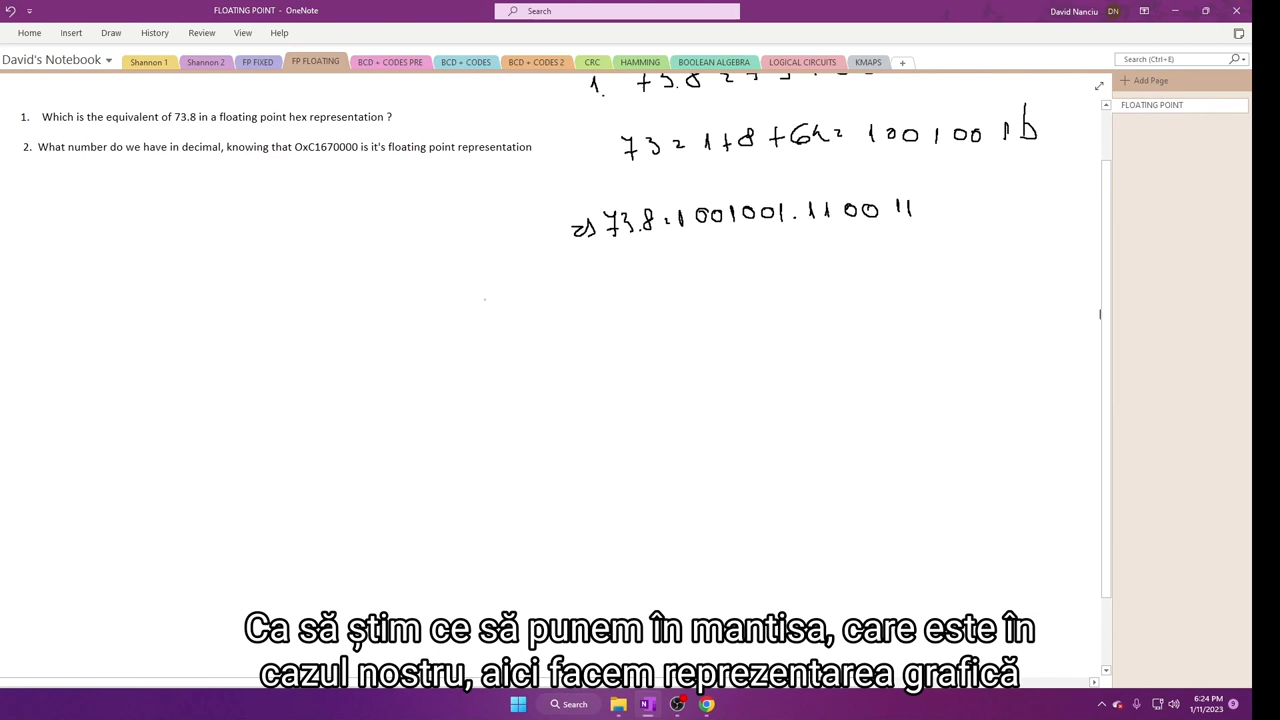 FLOATING POINT - OneNote
Search
David Nanciu DN
Home Insert Draw History Review View Help
David's Notebook
Shannon 1 Shannon 2 FP FIXED FP FLOATING BCD + CODES PRE BCD + CODES BCD + CODES 2 CRC HAMMING BOOLEAN ALGEBRA LOGICAL CIRCUITS KMAPS
Search (Ctrl+E)
Add Page
FLOATING POINT
1. Which is the equivalent of 73.8 in a floating point hex representation ?
2. What number do we have in decimal, knowing that OxC1670000 is it's floating point representation
1. 73.8 =
73 = 1+8+64 = 1001001b
=> 73.8 = 1001001.110011
Ca să știm ce să punem în mantisa, care este în
cazul nostru, aici facem reprezentarea grafică
Search
6:24 PM
1/11/2023